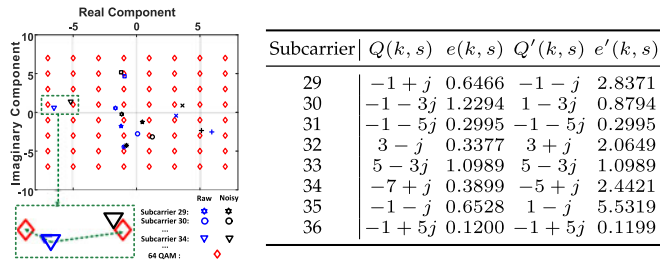 Real Component
-5 0 5
Imaginary Component
10
5
0
-5
-10
Raw Noisy
Subcarrier 29:
Subcarrier 30:
...
Subcarrier 34:
...
64 QAM :
Subcarrier Q(k, s) e(k, s) Q′(k, s) e′(k, s)
29 −1 + j 0.6466 −1 − j 2.8371
30 −1 − 3j 1.2294 1 − 3j 0.8794
31 −1 − 5j 0.2995 −1 − 5j 0.2995
32 3 − j 0.3377 3 + j 2.0649
33 5 − 3j 1.0989 5 − 3j 1.0989
34 −7 + j 0.3899 −5 + j 2.4421
35 −1 − j 0.6528 1 − j 5.5319
36 −1 + 5j 0.1200 −1 + 5j 0.1199